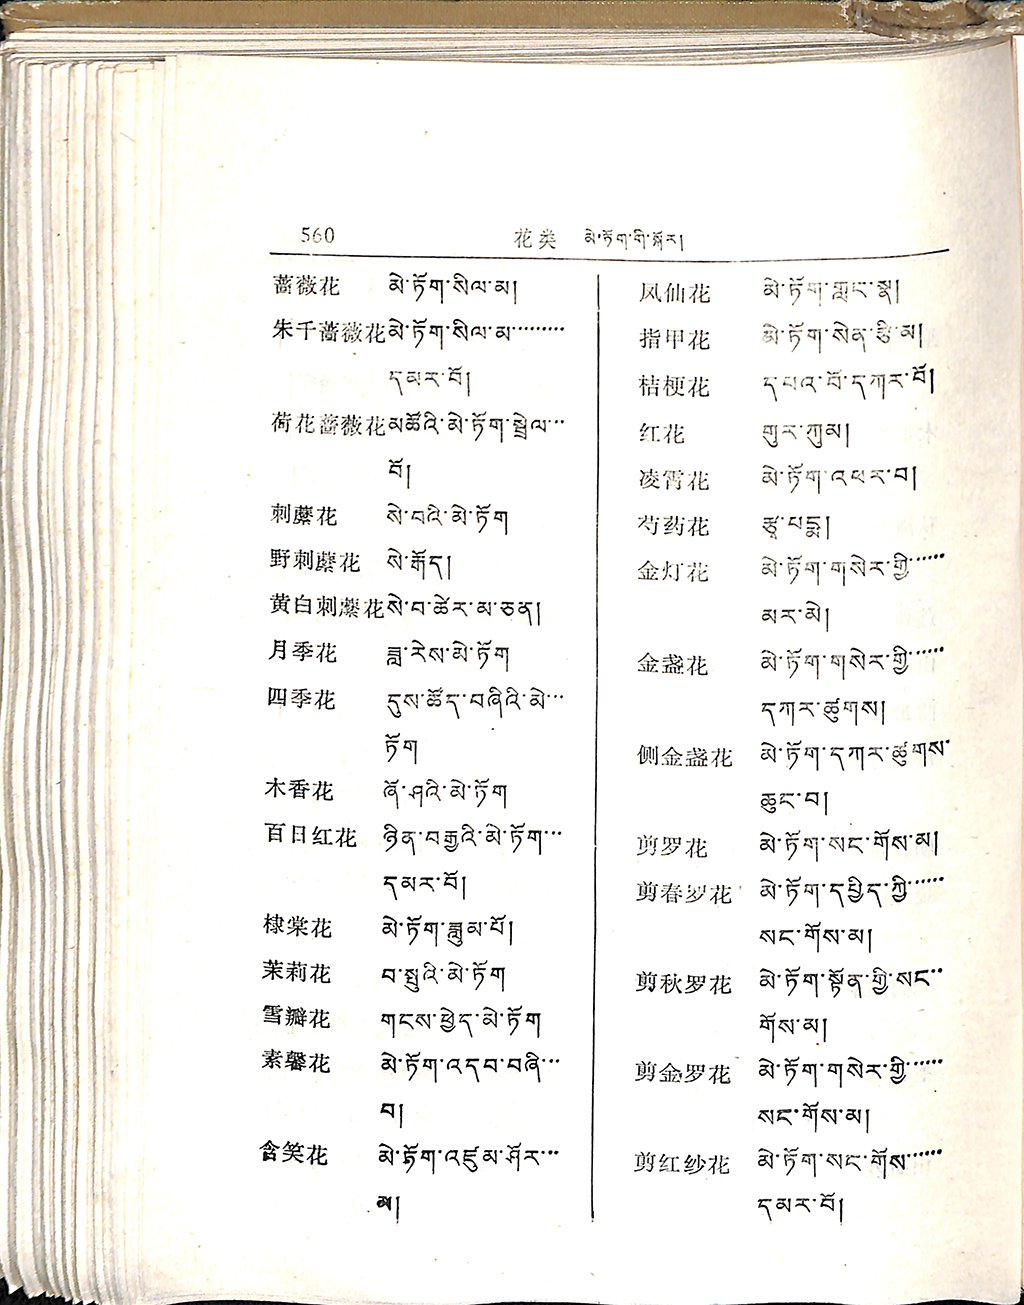 560 花类 མེ་ཏོག་གི་སྐོར།
蔷薇花 མེ་ཏོག་སིལ་མ།
朱千蔷薇花མེ་ཏོག་སིལ་མ………
དམར་པོ།
荷花蔷薇花མཚོའི་མེ་ཏོག་སྦྲེལ…
པོ།
刺蘼花 སེ་བའི་མེ་ཏོག
野刺蘼花 སེ་རྒོད།
黄白刺蘼花སེ་བ་ཚེར་མ་ཅན།
月季花 ཟླ་རེས་མེ་ཏོག
四季花 དུས་ཚོད་བཞིའི་མེ…
ཏོག
木香花 ཞོ་ཤའི་མེ་ཏོག
百日红花 ཉིན་བརྒྱའི་མེ་ཏོག…
དམར་པོ།
棣棠花 མེ་ཏོག་ཟླུམ་པོ།
茉莉花 བ་སྤུའི་མེ་ཏོག
雪瓣花 གངས་ཕྱེད་མེ་ཏོག
素馨花 མེ་ཏོག་འདབ་བཞི…
བ།
含笑花 མེ་ཏོག་འཛུམ་ཤོར…
མ།
凤仙花 མེ་ཏོག་གླང་སྣ།
指甲花 མེ་ཏོག་སེན་རྩི་མ།
桔梗花 དཔའ་བོ་དཀར་པོ།
红花 གུར་ཀུམ།
凌霄花 མེ་ཏོག་འཕར་བ།
芍药花 རྩ་པདྨ།
金灯花 མེ་ཏོག་གསེར་གྱི……
མར་མེ།
金盏花 མེ་ཏོག་གསེར་གྱི……
དཀར་ཚུགས།
侧金盏花 མེ་ཏོག་དཀར་ཚུགས་
ཆུང་བ།
剪罗花 མེ་ཏོག་སང་གོས་མ།
剪春罗花 མེ་ཏོག་དཔྱིད་ཀྱི……
སང་གོས་མ།
剪秋罗花 མེ་ཏོག་སྟོན་གྱི་སང…
གོས་མ།
剪金罗花 མེ་ཏོག་གསེར་གྱི……
སང་གོས་མ།
剪红纱花 མེ་ཏོག་སང་གོས……
དམར་པོ།